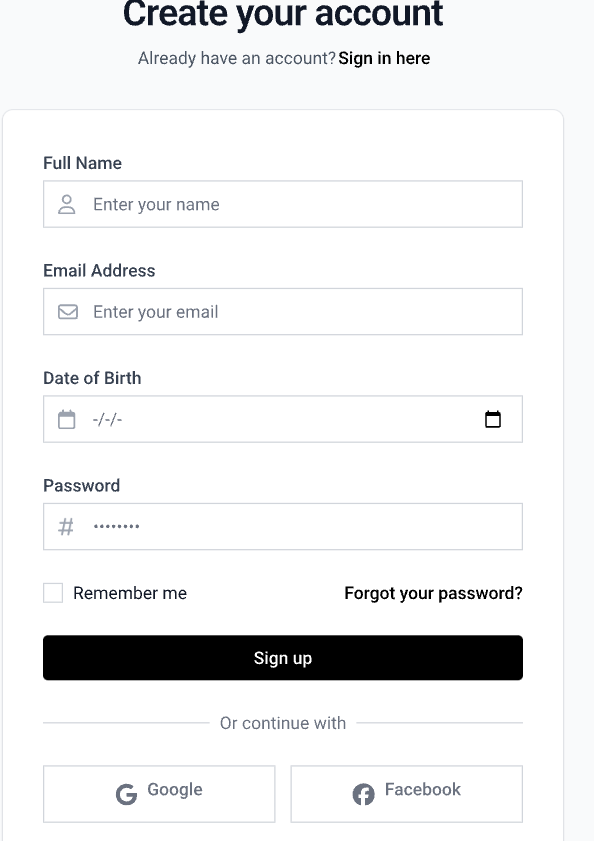 Create your account
Already have an account? Sign in here
Full Name
Enter your name
Email Address
Enter your email
Date of Birth
-/-/-
Password
#
••••••••
Remember me
Forgot your password?
Sign up
Or continue with
Google
Facebook